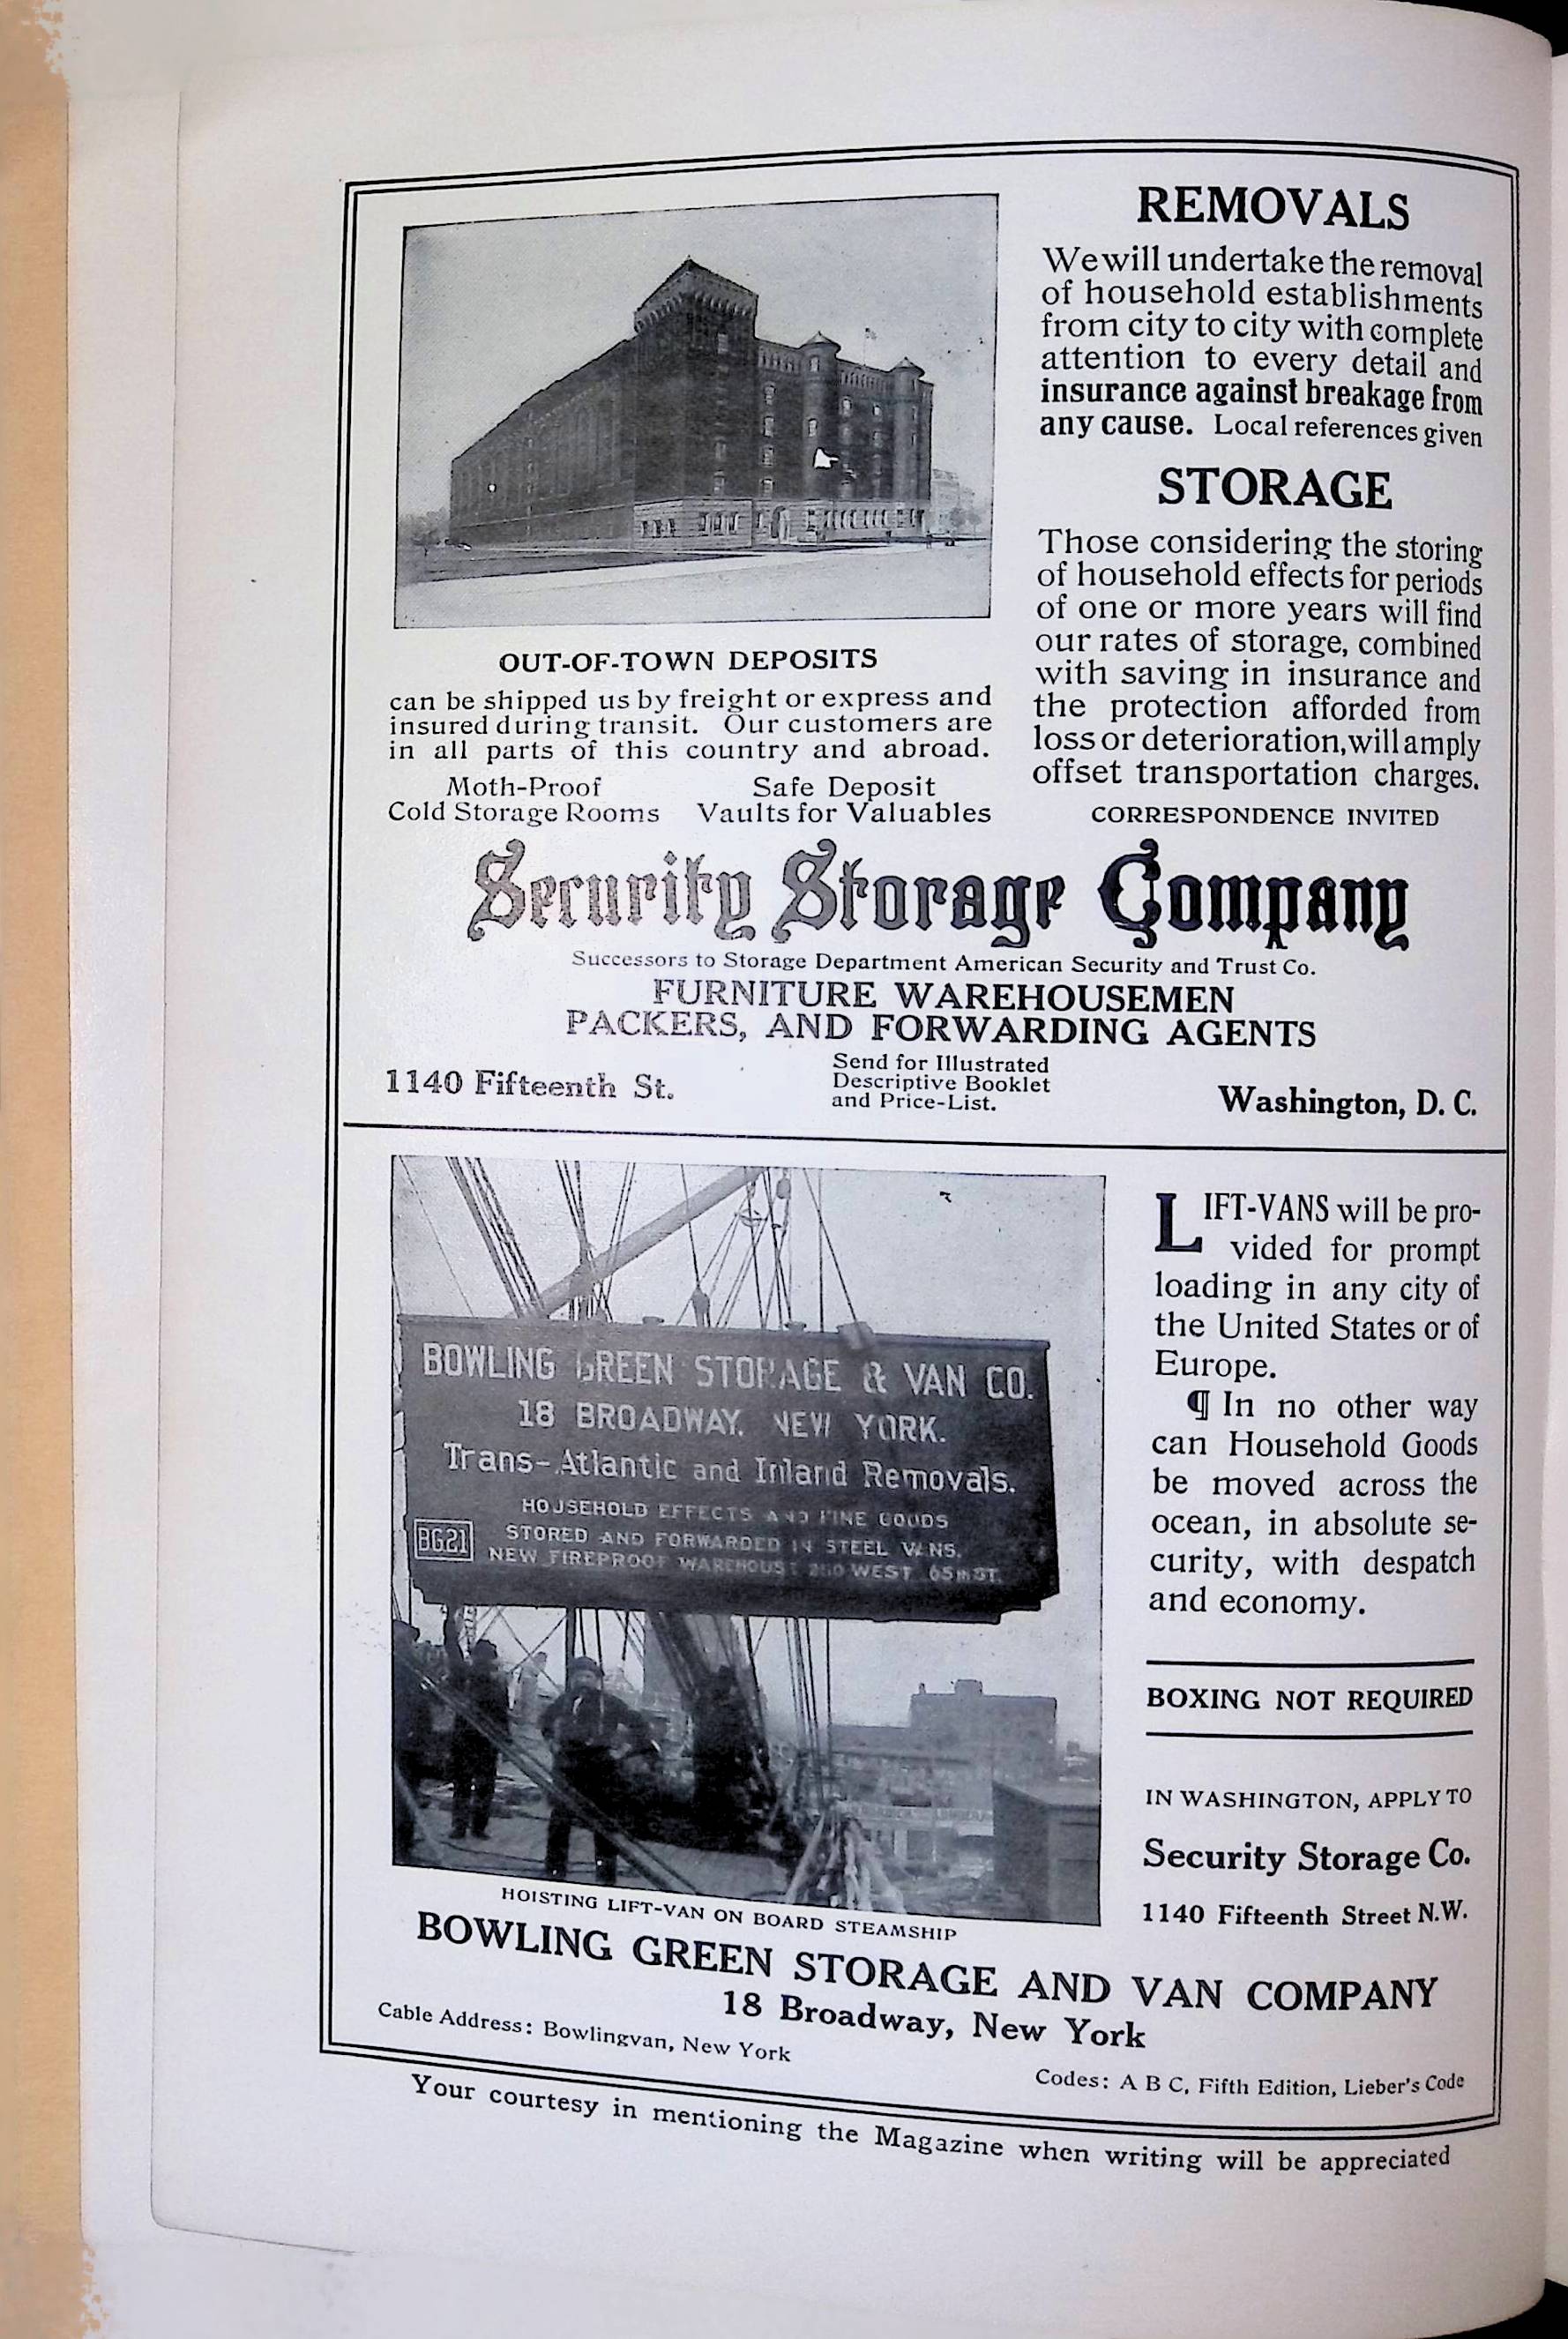 REMOVALS
We will undertake the removal
of household establishments
from city to city with complete
attention to every detail and
insurance against breakage from
any cause. Local references given
STORAGE
Those considering the storing
of household effects for periods
of one or more years will find
our rates of storage, combined
with saving in insurance and
the protection afforded from
loss or deterioration, will amply
offset transportation charges.
CORRESPONDENCE INVITED
OUT-OF-TOWN DEPOSITS
can be shipped us by freight or express and
insured during transit. Our customers are
in all parts of this country and abroad.
Moth-Proof Safe Deposit
Cold Storage Rooms Vaults for Valuables
Security Storage Company
Successors to Storage Department American Security and Trust Co.
FURNITURE WAREHOUSEMEN
PACKERS, AND FORWARDING AGENTS
1140 Fifteenth St.
Send for Illustrated
Descriptive Booklet
and Price-List.
Washington, D. C.
BOWLING GREEN STORAGE & VAN CO.
18 BROADWAY. NEW YORK.
Trans-Atlantic and Inland Removals.
HOUSEHOLD EFFECTS AND FINE GOODS
STORED AND FORWARDED IN STEEL VANS.
BG21
NEW FIREPROOF WAREHOUSE WEST 65TH ST.
HOISTING LIFT-VAN ON BOARD STEAMSHIP
LIFT-VANS will be pro-
vided for prompt
loading in any city of
the United States or of
Europe.
¶ In no other way
can Household Goods
be moved across the
ocean, in absolute se-
curity, with despatch
and economy.
BOXING NOT REQUIRED
IN WASHINGTON, APPLY TO
Security Storage Co.
1140 Fifteenth Street N.W.
BOWLING GREEN STORAGE AND VAN COMPANY
18 Broadway, New York
Cable Address: Bowlingvan, New York
Codes: A B C, Fifth Edition, Lieber's Code
Your courtesy in mentioning the Magazine when writing will be appreciated